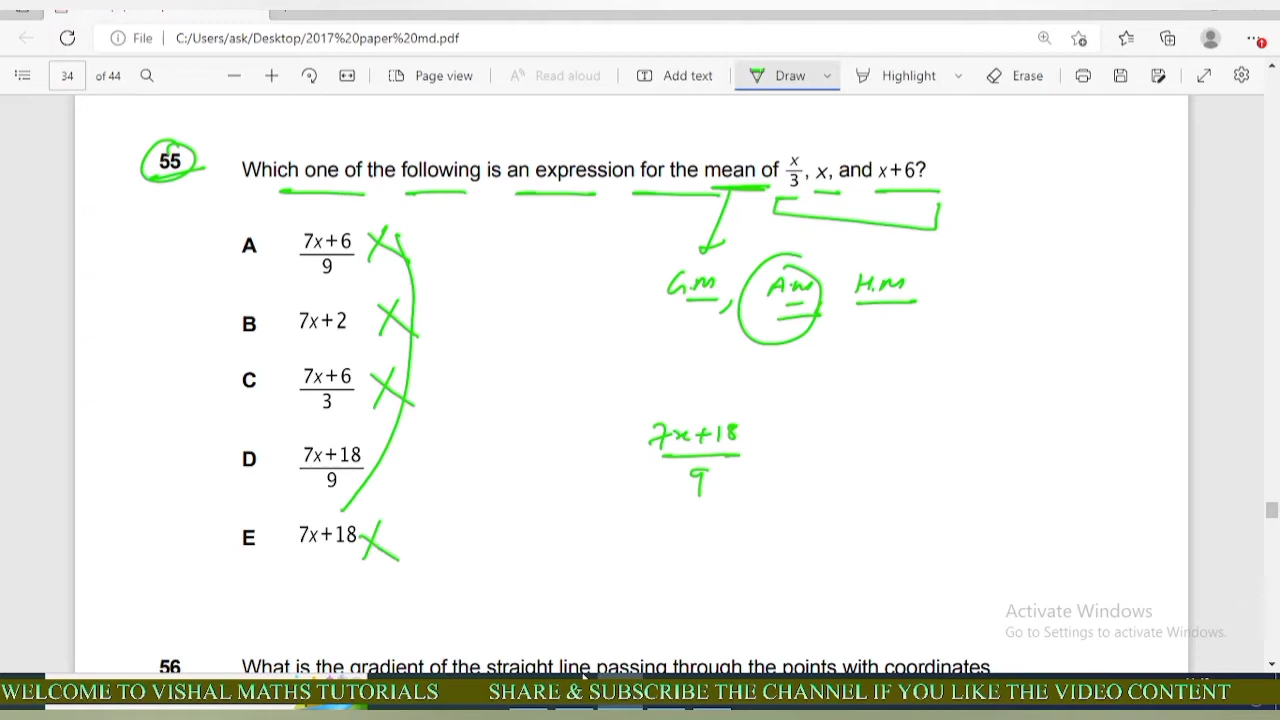 File C:/Users/ask/Desktop/2017%20paper%20md.pdf
34 of 44 Page view Read aloud Add text Draw Highlight Erase
55 Which one of the following is an expression for the mean of x/3, x, and x+6?
A (7x+6)/9
G.M, A.M H.M
B 7x+2
C (7x+6)/3
(7x+18)/9
D (7x+18)/9
E 7x+18
Activate Windows
Go to Settings to activate Windows.
56 What is the gradient of the straight line passing through the points with coordinates
WELCOME TO VISHAL MATHS TUTORIALS SHARE & SUBSCRIBE THE CHANNEL IF YOU LIKE THE VIDEO CONTENT